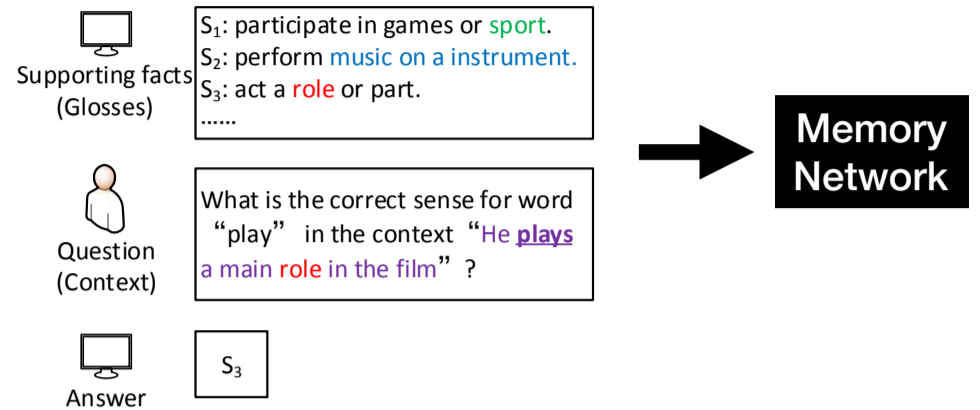 Supporting facts
(Glosses)
S₁: participate in games or sport.
S₂: perform music on a instrument.
S₃: act a role or part.
......
Memory
Network
Question
(Context)
What is the correct sense for word
“play” in the context “He plays
a main role in the film” ?
Answer
S₃